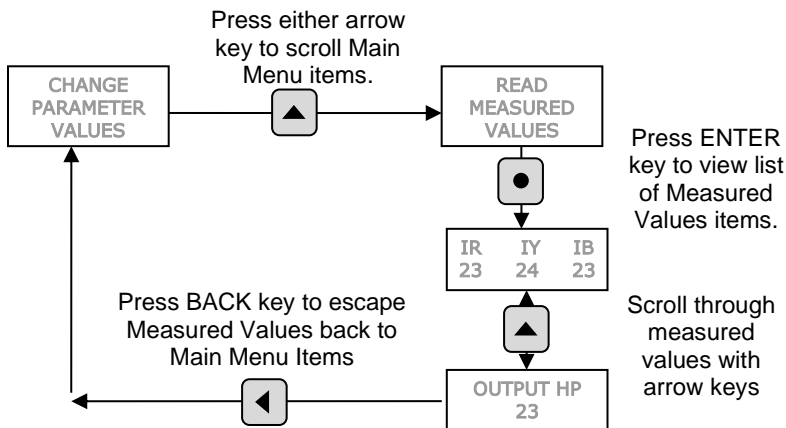 Press either arrow
key to scroll Main
Menu items.
CHANGE
PARAMETER
VALUES
READ
MEASURED
VALUES
Press ENTER
key to view list
of Measured
Values items.
IR IY IB
23 24 23
Press BACK key to escape
Measured Values back to
Main Menu Items
Scroll through
measured
values with
arrow keys
OUTPUT HP
23